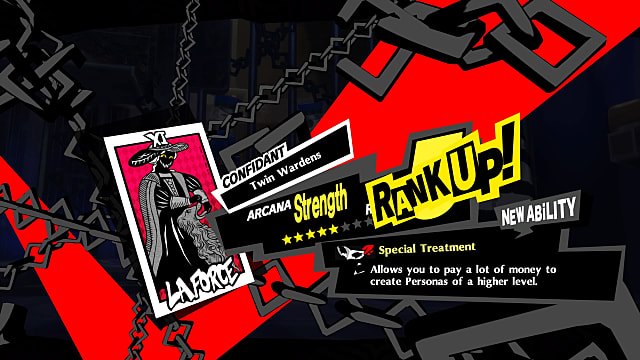 XI
CONFIDANT
Twin Wardens
ARCANA Strength
RANK UP!
NEW ABILITY
LA FORCE
Special Treatment
Allows you to pay a lot of money to
create Personas of a higher level.